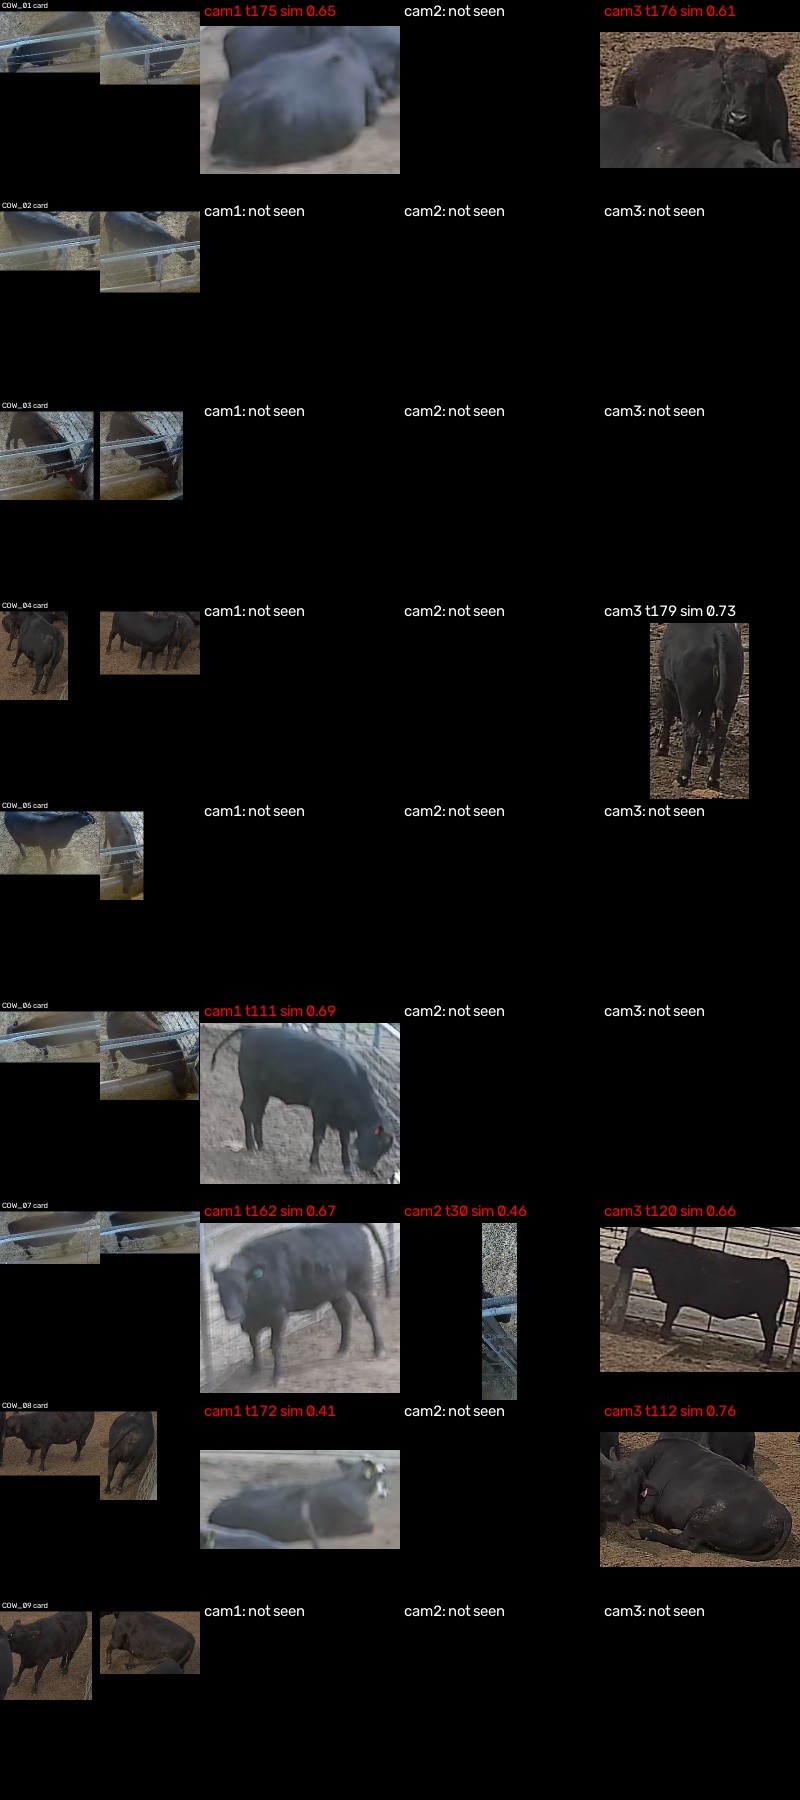 COW_01 card
cam1 t175 sim 0.65
cam2: not seen
cam3 t176 sim 0.61
COW_02 card
cam1: not seen
cam2: not seen
cam3: not seen
COW_03 card
cam1: not seen
cam2: not seen
cam3: not seen
COW_04 card
cam1: not seen
cam2: not seen
cam3 t179 sim 0.73
COW_05 card
cam1: not seen
cam2: not seen
cam3: not seen
COW_06 card
cam1 t111 sim 0.69
cam2: not seen
cam3: not seen
COW_07 card
cam1 t162 sim 0.67
cam2 t30 sim 0.46
cam3 t120 sim 0.66
COW_08 card
cam1 t172 sim 0.41
cam2: not seen
cam3 t112 sim 0.76
COW_09 card
cam1: not seen
cam2: not seen
cam3: not seen